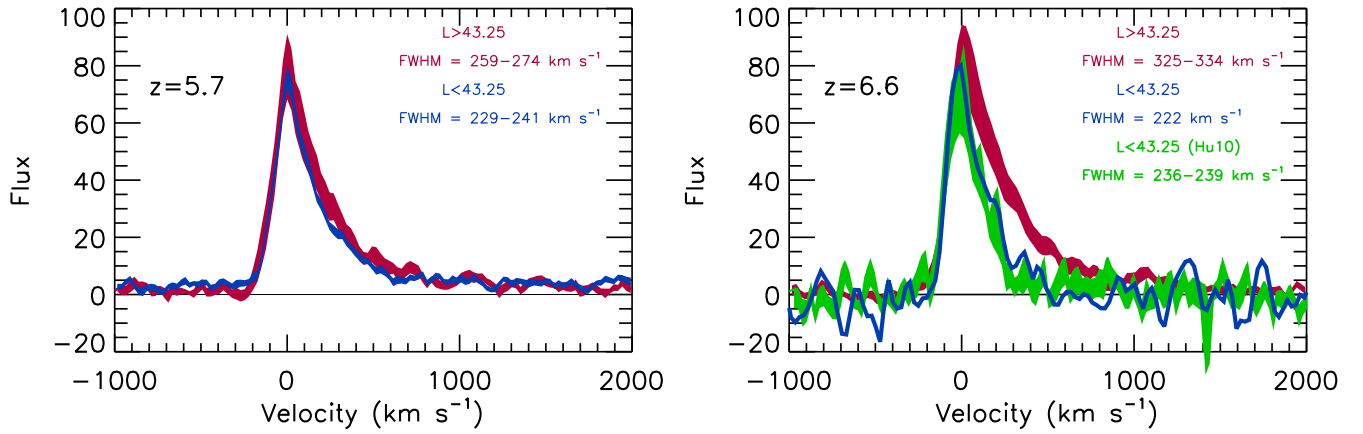 100
80
60
40
20
0
−20
Flux
z=5.7
L>43.25
FWHM = 259−274 km s⁻¹
L<43.25
FWHM = 229−241 km s⁻¹
−1000 0 1000 2000
Velocity (km s⁻¹)
100
80
60
40
20
0
−20
Flux
z=6.6
L>43.25
FWHM = 325−334 km s⁻¹
L<43.25
FWHM = 222 km s⁻¹
L<43.25 (Hu10)
FWHM = 236−239 km s⁻¹
−1000 0 1000 2000
Velocity (km s⁻¹)